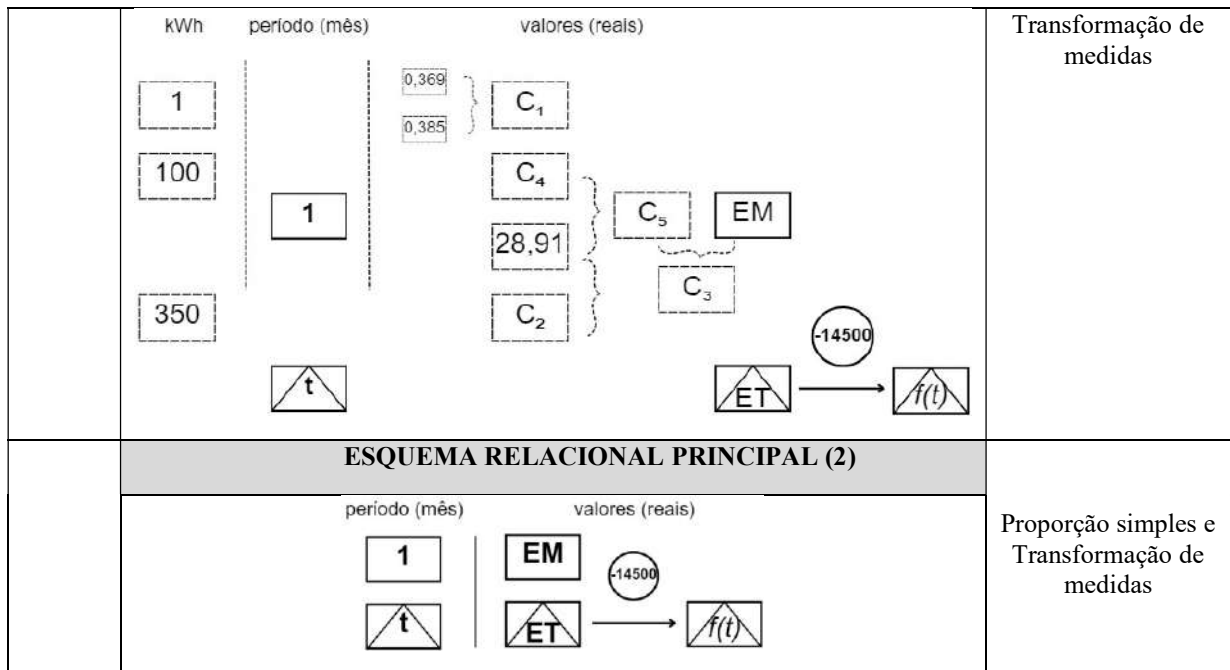 kWh período (mês) valores (reais)
Transformação de
medidas
0,369
1
C₁
0,385
100
C₄
1
C₅
EM
28,91
C₃
350
C₂
-14500
t
ET
f(t)
ESQUEMA RELACIONAL PRINCIPAL (2)
período (mês) valores (reais)
Proporção simples e
Transformação de
medidas
1
EM
-14500
t
ET
f(t)